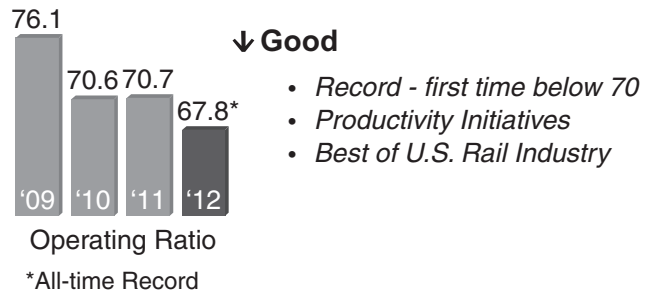 76.1
70.6 70.7
67.8*
‘09 ‘10 ‘11 ‘12
Operating Ratio
*All-time Record
↓ Good
• Record - first time below 70
• Productivity Initiatives
• Best of U.S. Rail Industry